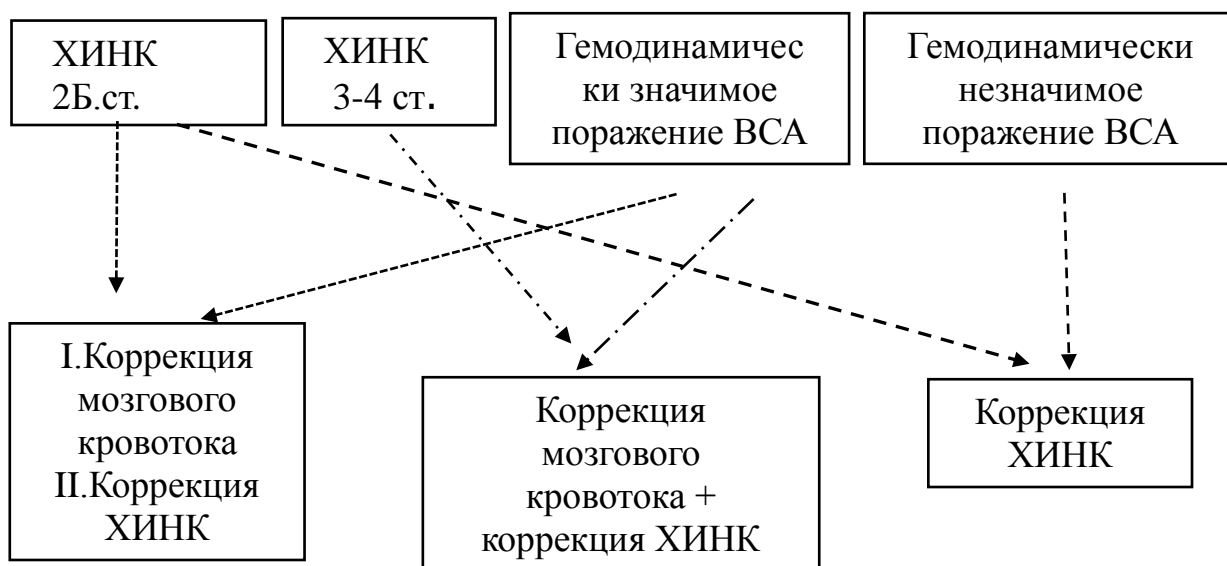 ХИНК
2Б.ст.
ХИНК
3-4 ст.
Гемодинамичес
ки значимое
поражение ВСА
Гемодинамически
незначимое
поражение ВСА
I.Коррекция
мозгового
кровотока
II.Коррекция
ХИНК
Коррекция
мозгового
кровотока +
коррекция ХИНК
Коррекция
ХИНК